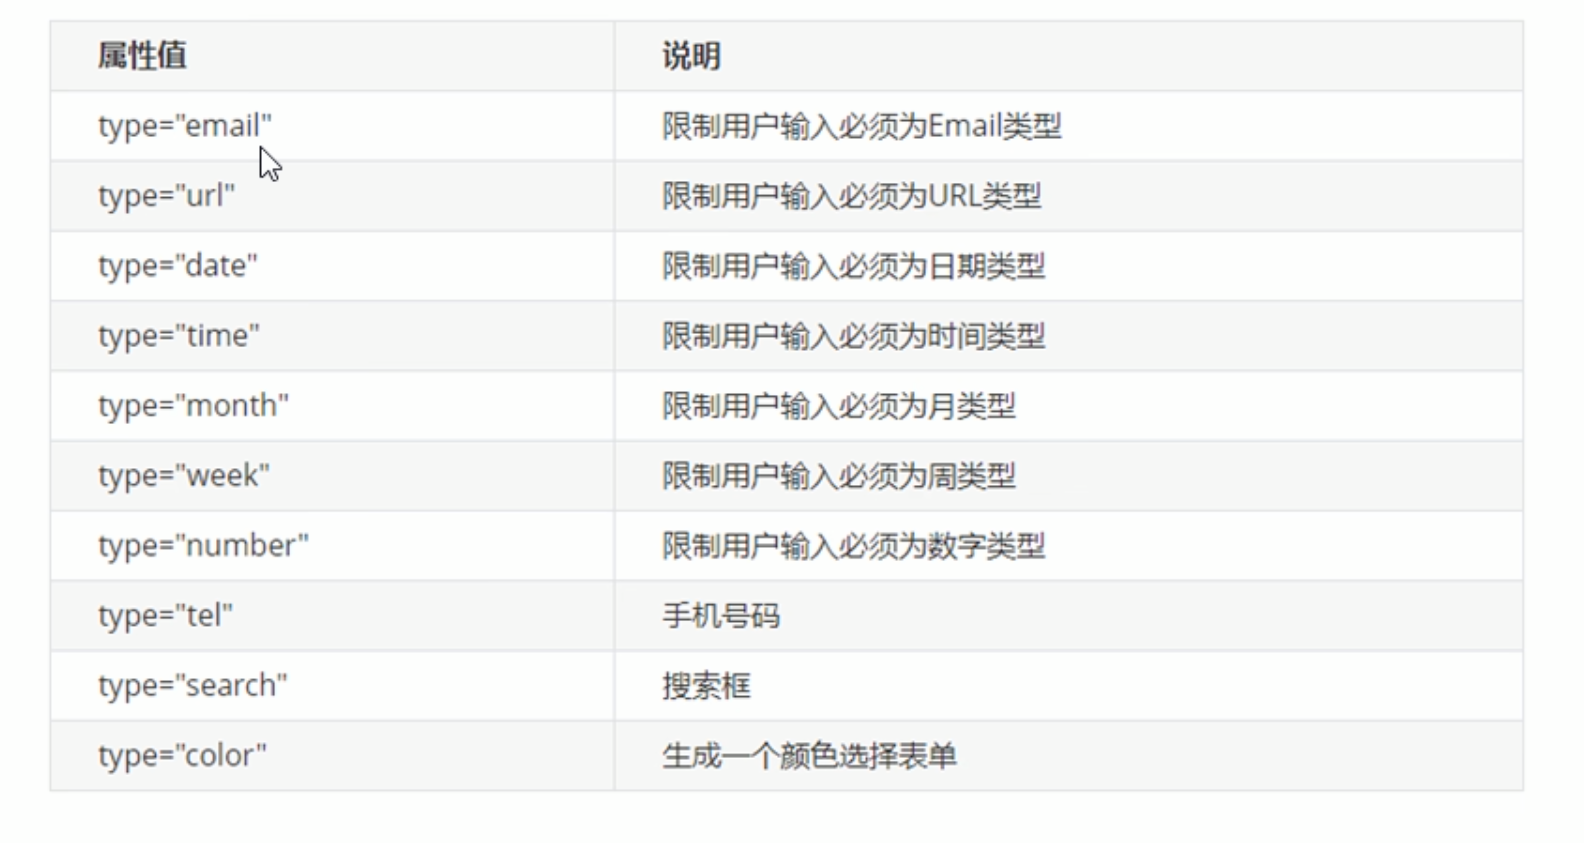 属性值 说明
type="email" 限制用户输入必须为Email类型
type="url" 限制用户输入必须为URL类型
type="date" 限制用户输入必须为日期类型
type="time" 限制用户输入必须为时间类型
type="month" 限制用户输入必须为月类型
type="week" 限制用户输入必须为周类型
type="number" 限制用户输入必须为数字类型
type="tel" 手机号码
type="search" 搜索框
type="color" 生成一个颜色选择表单